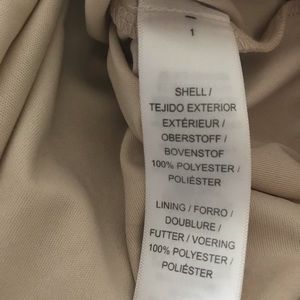 1
SHELL /
TEJIDO EXTERIOR
EXTÉRIEUR /
OBERSTOFF /
BOVENSTOF
100% POLYESTER /
POLIÉSTER
LINING / FORRO /
DOUBLURE /
FUTTER / VOERING
100% POLYESTER /
POLIÉSTER